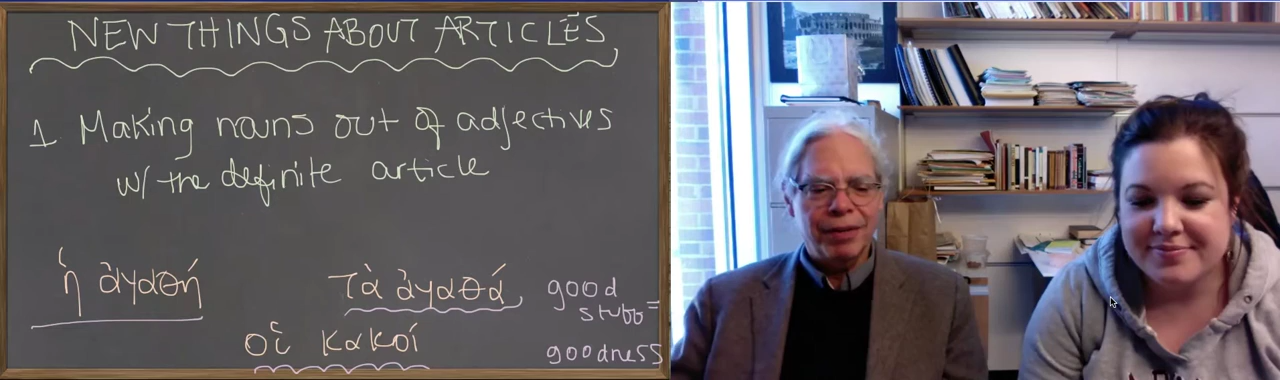 NEW THINGS ABOUT ARTICLES
1. Making nouns out of adjectives
w/ the definite article
ἡ ἀγαθή
τὰ ἀγαθά good stuff =
οἱ κακοί goodness